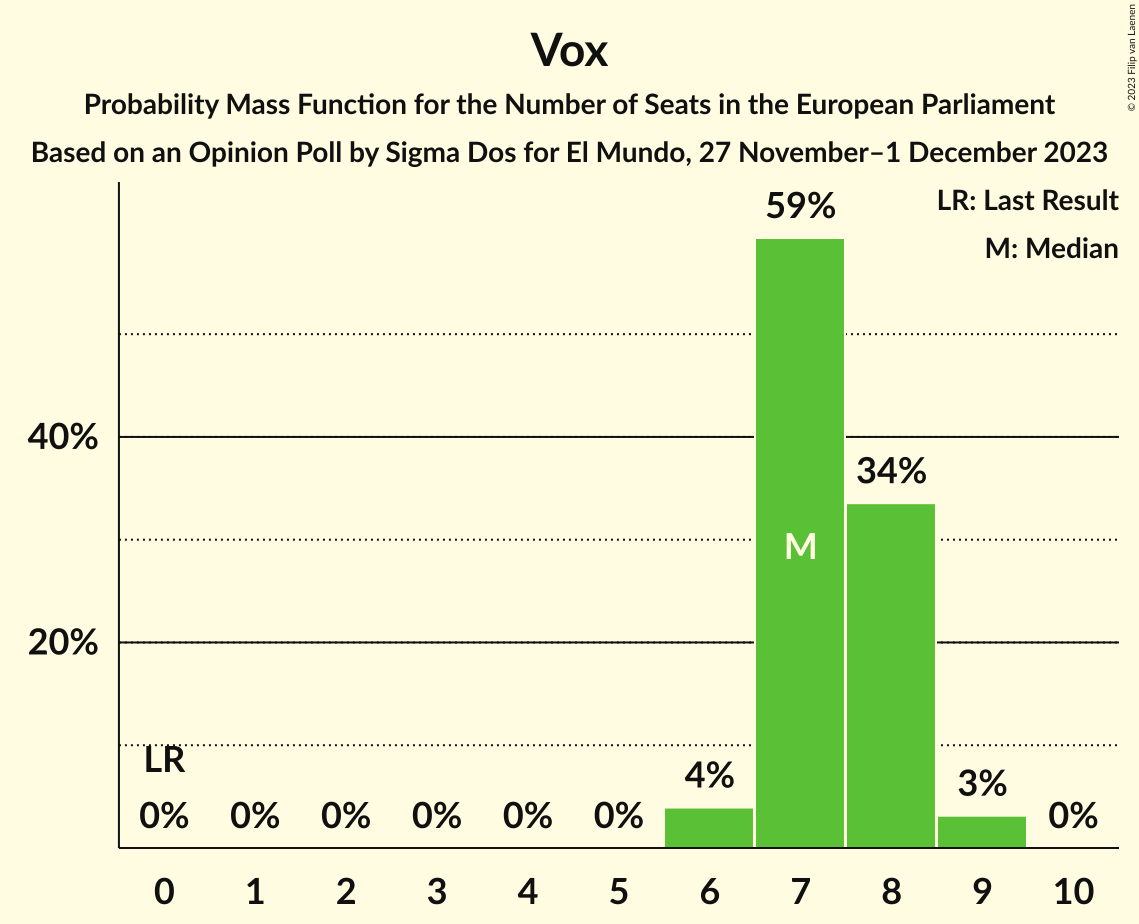 Vox
Probability Mass Function for the Number of Seats in the European Parliament
Based on an Opinion Poll by Sigma Dos for El Mundo, 27 November–1 December 2023
© 2023 Filip van Laenen
LR: Last Result
M: Median
59%
40%
34%
M
20%
LR
0% 0% 0% 0% 0% 0% 4% 3% 0%
0 1 2 3 4 5 6 7 8 9 10